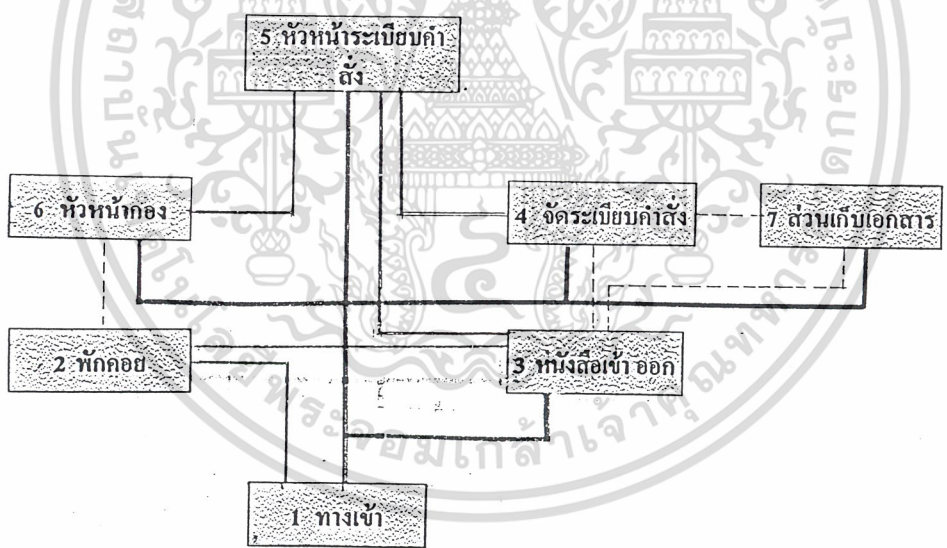 5 หัวหน้าระเบียบคำ
สั่ง
6 หัวหน้ากอง
4 จัดระเบียบคำสั่ง
7 ส่วนเก็บเอกสาร
2 พักคอย
3 หนังสือเข้า ออก
1 ทางเข้า